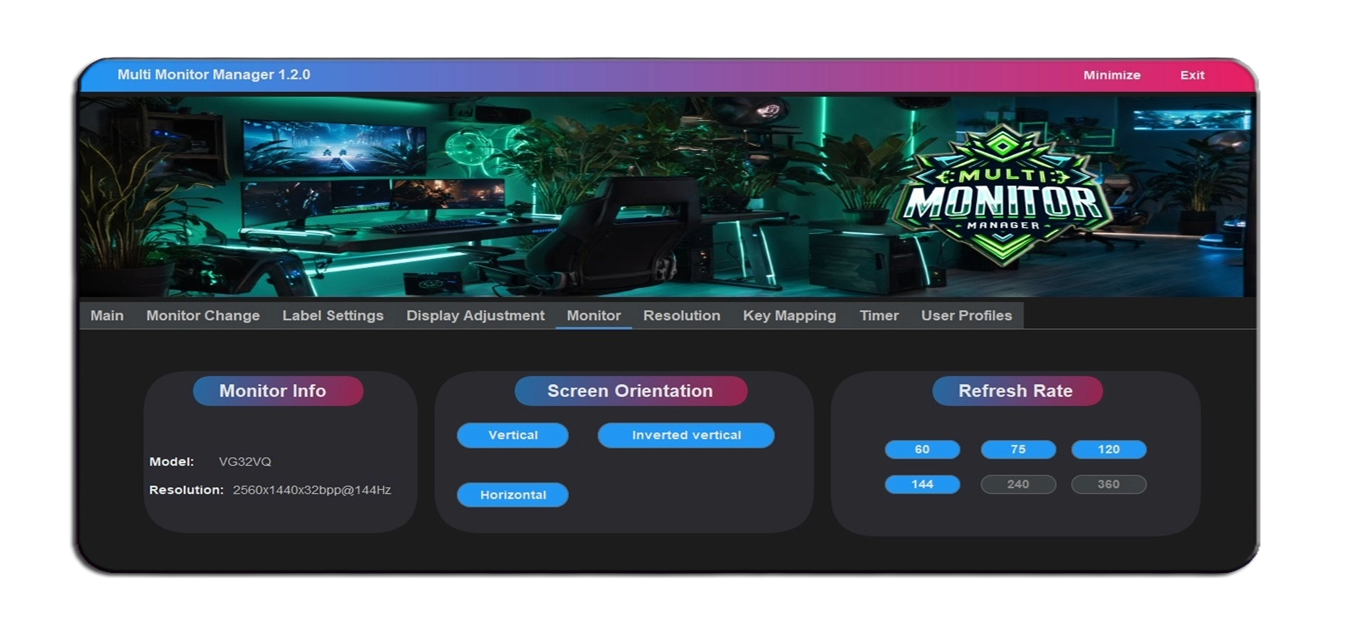 Multi Monitor Manager 1.2.0 Minimize Exit
MULTI
MONITOR
MANAGER
Main Monitor Change Label Settings Display Adjustment Monitor Resolution Key Mapping Timer User Profiles
Monitor Info
Model: VG32VQ
Resolution: 2560x1440x32bpp@144Hz
Screen Orientation
Vertical Inverted vertical
Horizontal
Refresh Rate
60 75 120
144 240 360